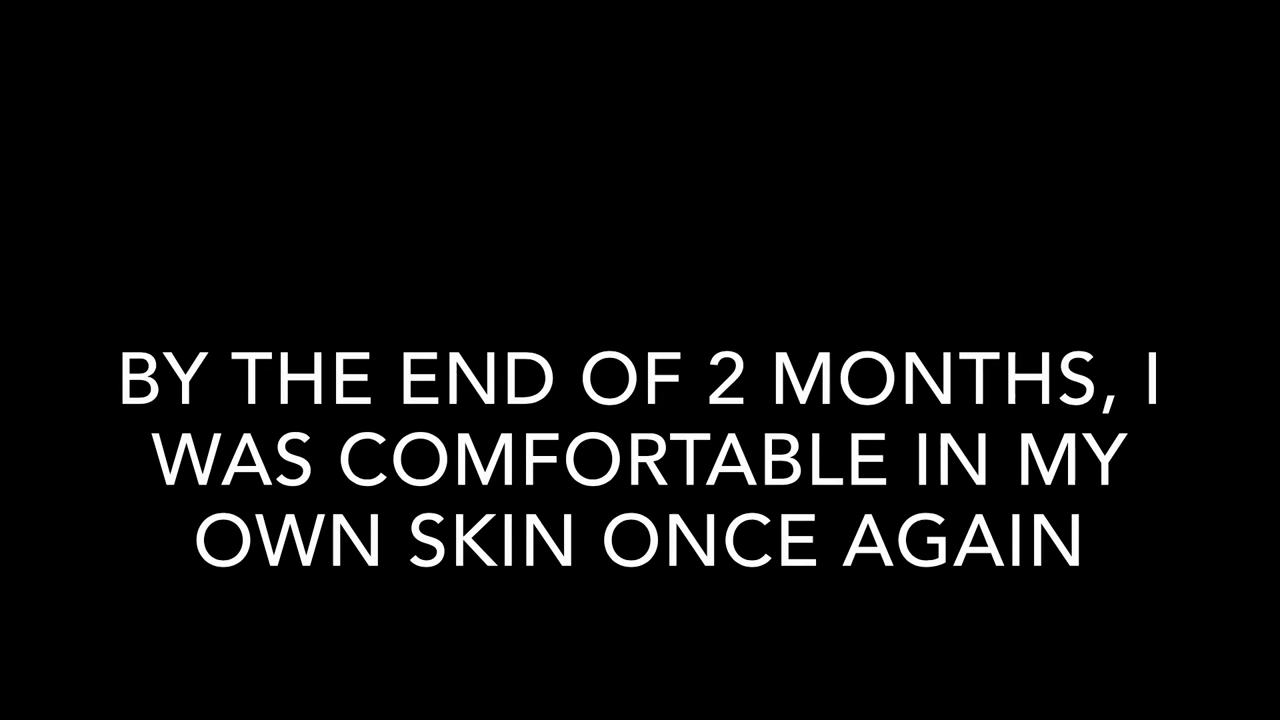 BY THE END OF 2 MONTHS, I
WAS COMFORTABLE IN MY
OWN SKIN ONCE AGAIN